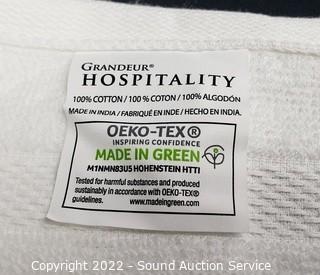 GRANDEUR®
HOSPITALITY
100% COTTON / 100 % COTON / 100% ALGODÓN
MADE IN INDIA / FABRIQUÉ EN INDE / HECHO EN INDIA.
OEKO-TEX®
INSPIRING CONFIDENCE
MADE IN GREEN
M1NMN83U5 HOHENSTEIN HTTI
Tested for harmful substances and produced
sustainably in accordance with OEKO-TEX®
guidelines. www.madeingreen.com
Copyright 2022 - Sound Auction Service